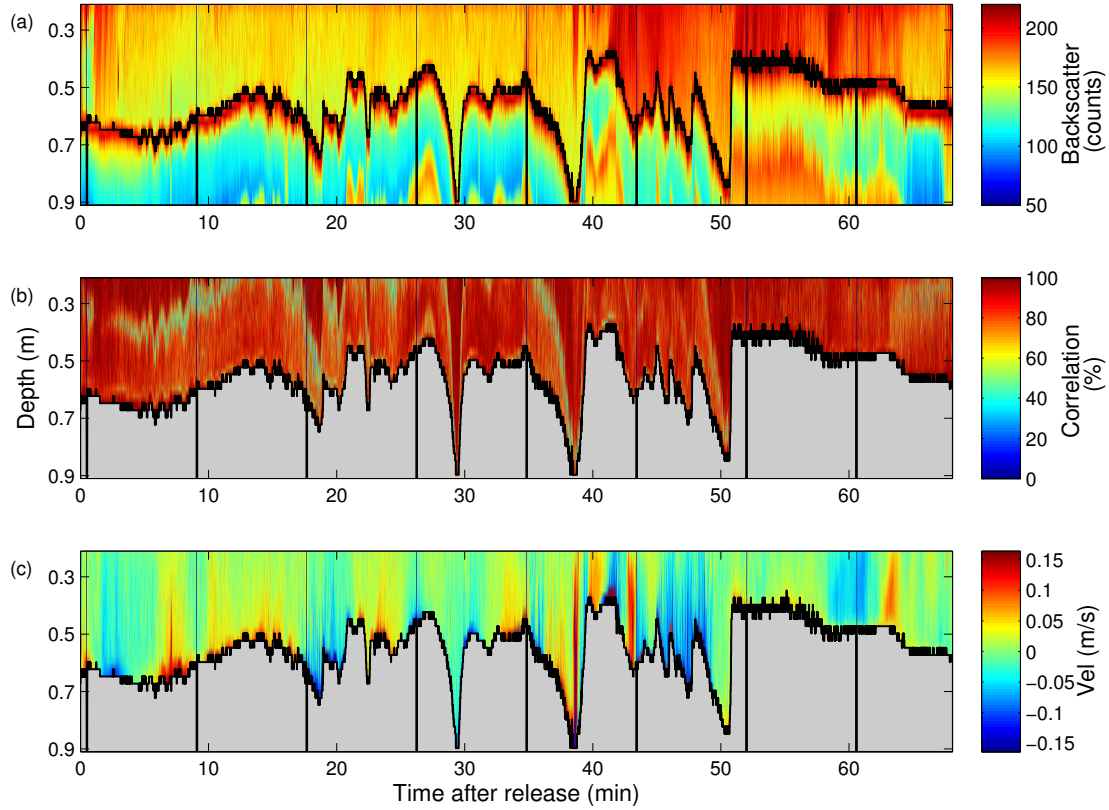 (a)
0.3
0.5
0.7
0.9
0 10 20 30 40 50 60
200
150
100
50
Backscatter
(counts)
(b)
0.3
0.5
0.7
0.9
Depth (m)
0 10 20 30 40 50 60
100
80
60
40
20
0
Correlation
(%)
(c)
0.3
0.5
0.7
0.9
0 10 20 30 40 50 60
Time after release (min)
0.15
0.1
0.05
0
−0.05
−0.1
−0.15
Vel (m/s)